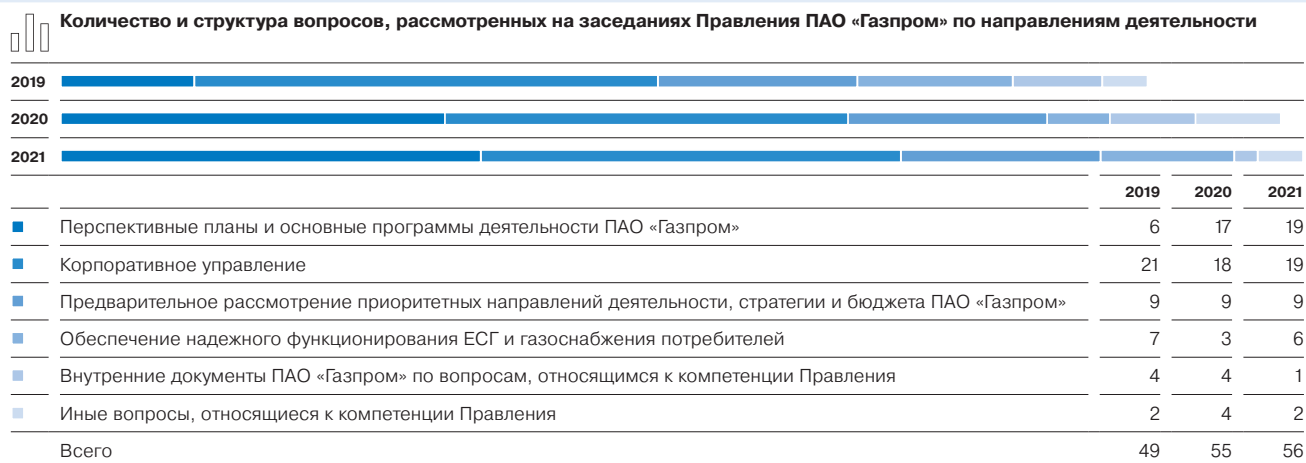 Количество и структура вопросов, рассмотренных на заседаниях Правления ПАО «Газпром» по направлениям деятельности
2019
2020
2021
2019 2020 2021
Перспективные планы и основные программы деятельности ПАО «Газпром» 6 17 19
Корпоративное управление 21 18 19
Предварительное рассмотрение приоритетных направлений деятельности, стратегии и бюджета ПАО «Газпром» 9 9 9
Обеспечение надежного функционирования ЕСГ и газоснабжения потребителей 7 3 6
Внутренние документы ПАО «Газпром» по вопросам, относящимся к компетенции Правления 4 4 1
Иные вопросы, относящиеся к компетенции Правления 2 4 2
Всего 49 55 56